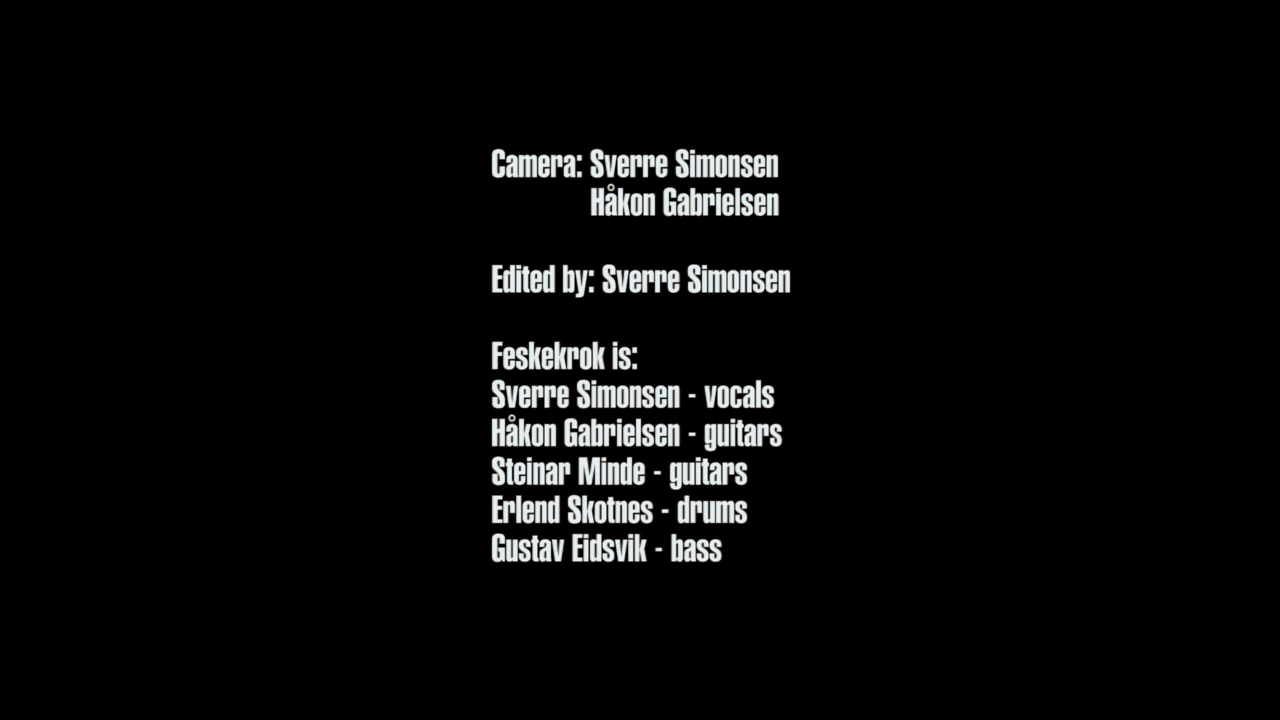 Camera: Sverre Simonsen
Håkon Gabrielsen
Edited by: Sverre Simonsen
Feskekrok is:
Sverre Simonsen - vocals
Håkon Gabrielsen - guitars
Steinar Minde - guitars
Erlend Skotnes - drums
Gustav Eidsvik - bass